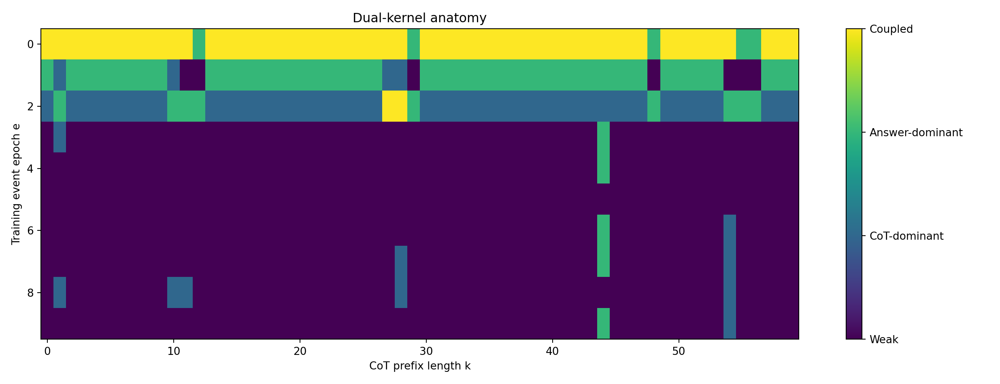 Dual-kernel anatomy
Training event epoch e
0
2
4
6
8
0 10 20 30 40 50
CoT prefix length k
Coupled
Answer-dominant
CoT-dominant
Weak